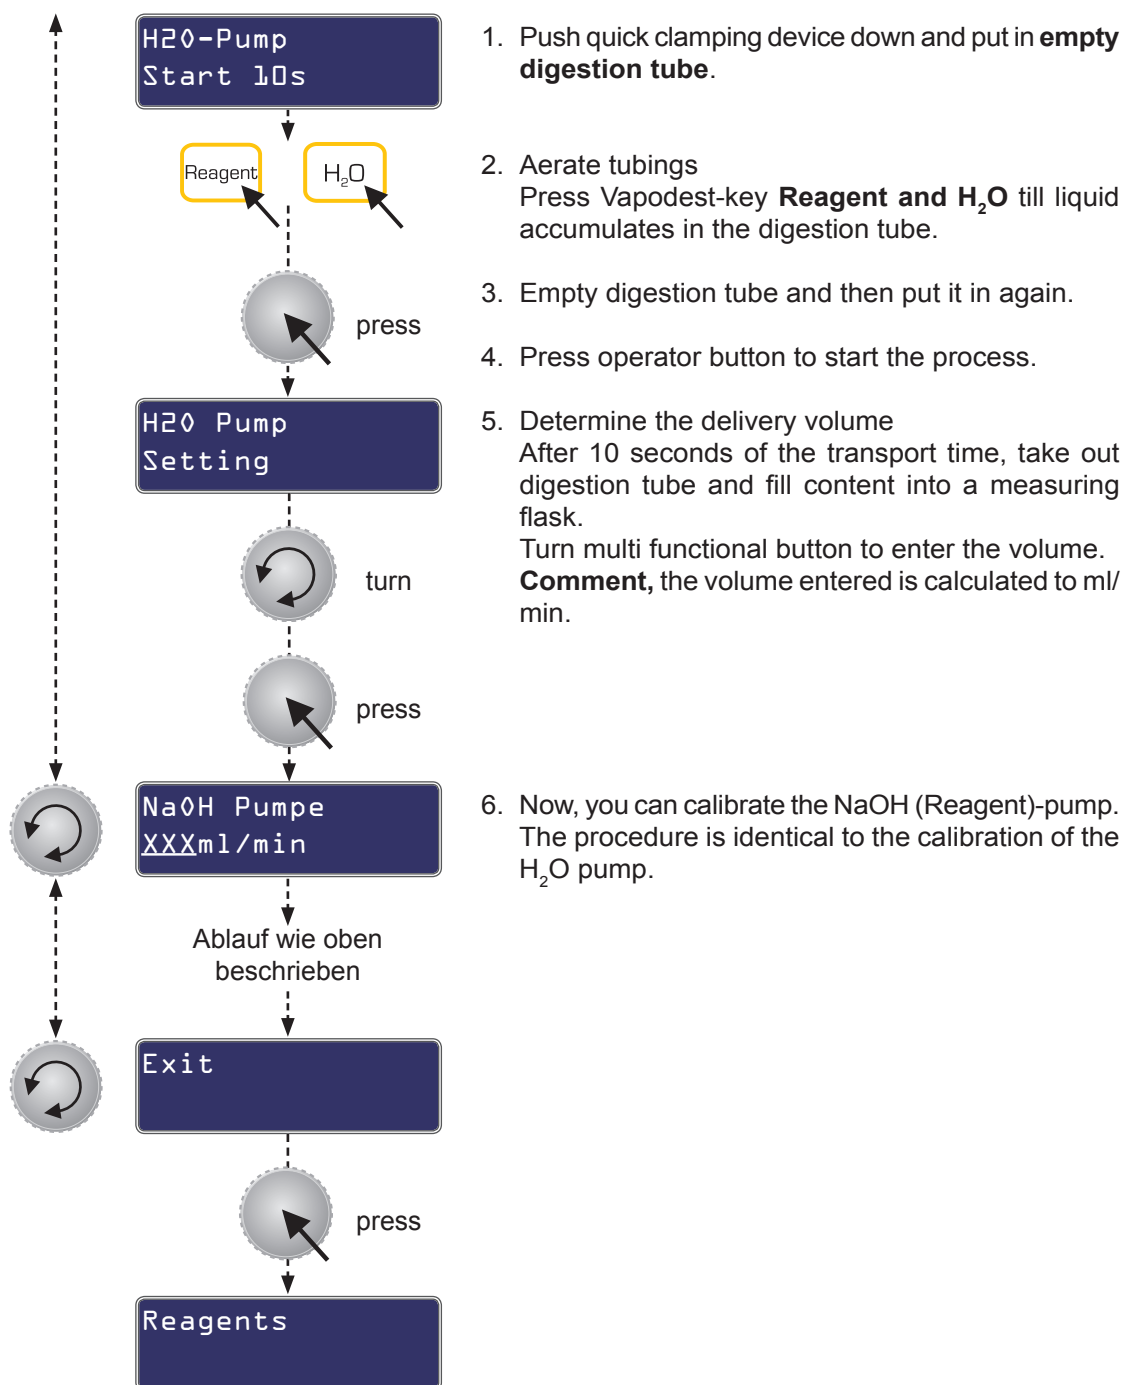 H2O-Pump
Start 10s
1. Push quick clamping device down and put in empty
digestion tube.
Reagent
H₂O
2. Aerate tubings
Press Vapodest-key Reagent and H₂O till liquid
accumulates in the digestion tube.
3. Empty digestion tube and then put it in again.
press
4. Press operator button to start the process.
H2O Pump
Setting
5. Determine the delivery volume
After 10 seconds of the transport time, take out
digestion tube and fill content into a measuring
flask.
Turn multi functional button to enter the volume.
Comment, the volume entered is calculated to ml/
min.
turn
press
NaOH Pumpe
XXXml/min
6. Now, you can calibrate the NaOH (Reagent)-pump.
The procedure is identical to the calibration of the
H₂O pump.
Ablauf wie oben
beschrieben
Exit
press
Reagents